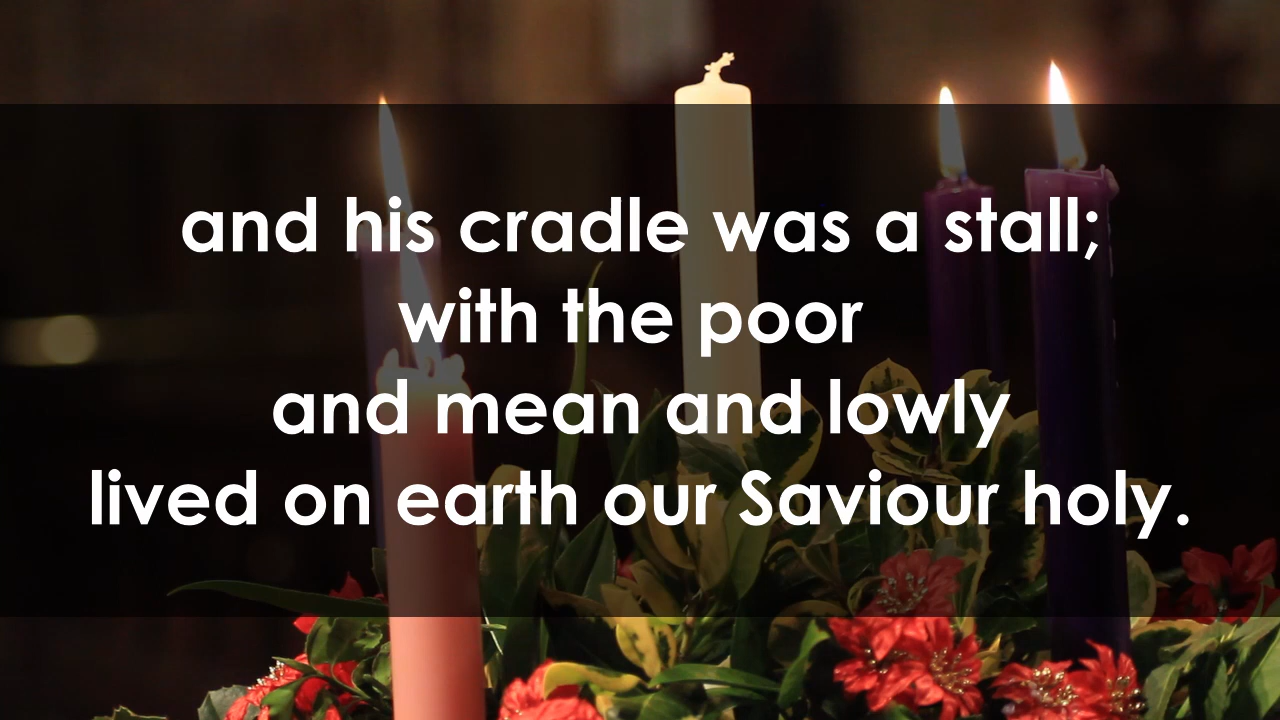 and his cradle was a stall;
with the poor
and mean and lowly
lived on earth our Saviour holy.